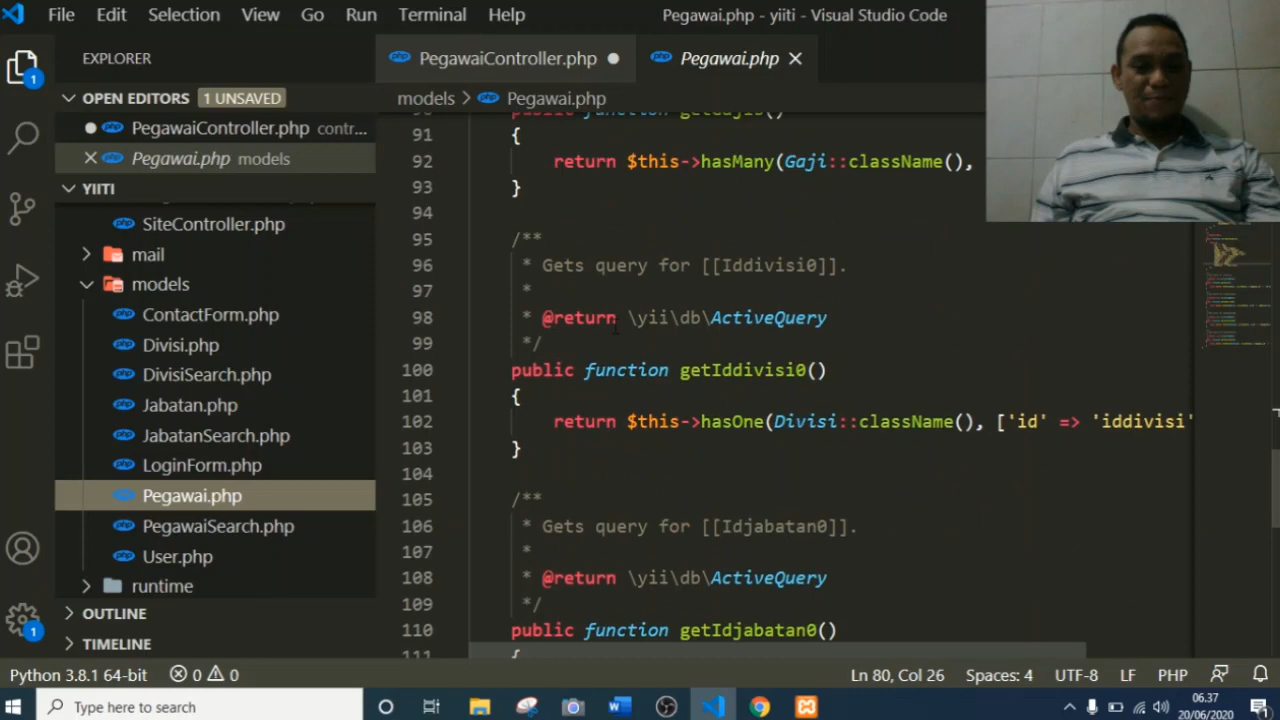 File Edit Selection View Go Run Terminal Help Pegawai.php - yiiti - Visual Studio Code
EXPLORER
PegawaiController.php
Pegawai.php
OPEN EDITORS 1 UNSAVED
models > Pegawai.php
PegawaiController.php contr...
Pegawai.php models
YIITI
SiteController.php
mail
models
ContactForm.php
Divisi.php
DivisiSearch.php
Jabatan.php
JabatanSearch.php
LoginForm.php
Pegawai.php
PegawaiSearch.php
User.php
runtime
OUTLINE
TIMELINE
91 {
92 return $this->hasMany(Gaji::className(),
93 }
94
95 /**
96 * Gets query for [[Iddivisi0]].
97 *
98 * @return \yii\db\ActiveQuery
99 */
100 public function getIddivisi0()
101 {
102 return $this->hasOne(Divisi::className(), ['id' => 'iddivisi'
103 }
104
105 /**
106 * Gets query for [[Idjabatan0]].
107 *
108 * @return \yii\db\ActiveQuery
109 */
110 public function getIdjabatan0()
111 {
Python 3.8.1 64-bit 0 0 Ln 80, Col 26 Spaces: 4 UTF-8 LF PHP
Type here to search
06.37
20/06/2020